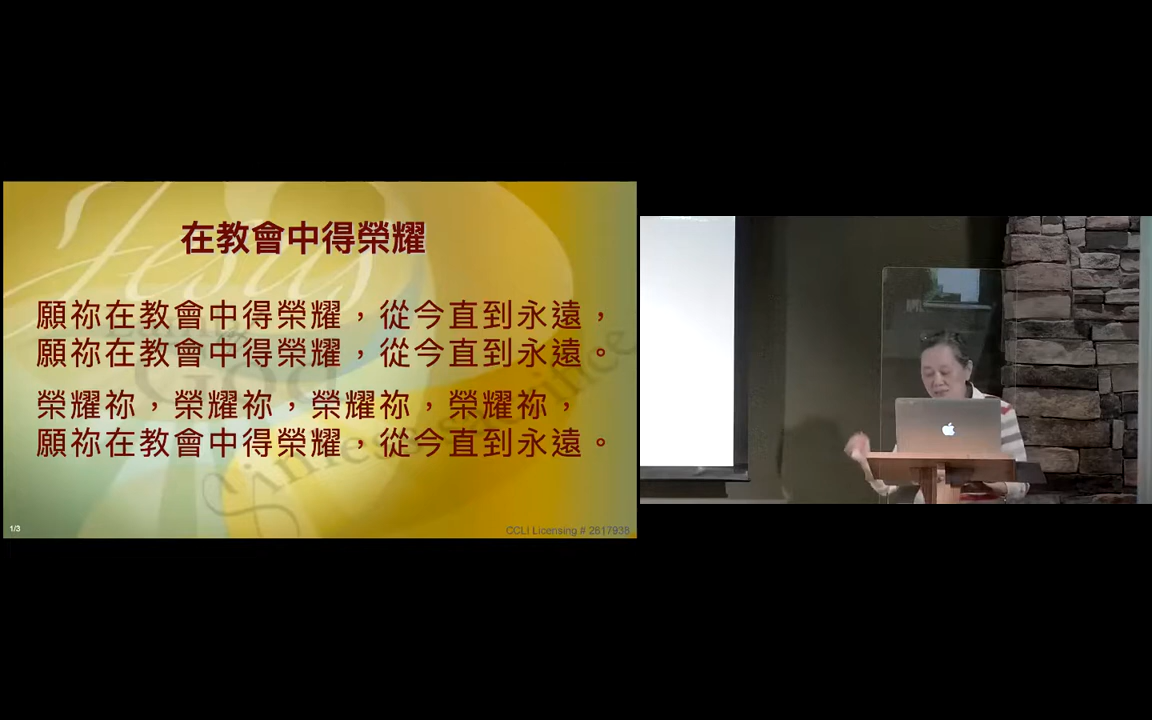 在教會中得榮耀
願祢在教會中得榮耀，從今直到永遠，
願祢在教會中得榮耀，從今直到永遠。
榮耀祢，榮耀祢，榮耀祢，榮耀祢，
願祢在教會中得榮耀，從今直到永遠。
1/3
CCLI Licensing # 2817938
Jesus
God